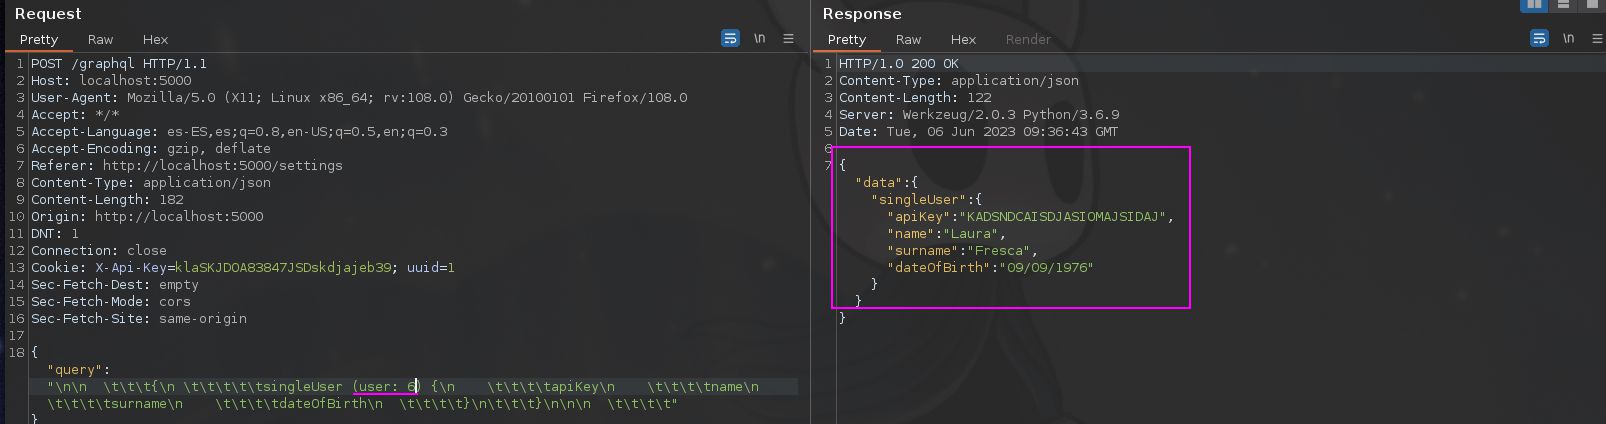 Request
Pretty Raw Hex \n
1 POST /graphql HTTP/1.1
2 Host: localhost:5000
3 User-Agent: Mozilla/5.0 (X11; Linux x86_64; rv:108.0) Gecko/20100101 Firefox/108.0
4 Accept: */*
5 Accept-Language: es-ES,es;q=0.8,en-US;q=0.5,en;q=0.3
6 Accept-Encoding: gzip, deflate
7 Referer: http://localhost:5000/settings
8 Content-Type: application/json
9 Content-Length: 182
10 Origin: http://localhost:5000
11 DNT: 1
12 Connection: close
13 Cookie: X-Api-Key=klaSKJDOA83847JSDskdjajeb39; uuid=1
14 Sec-Fetch-Dest: empty
15 Sec-Fetch-Mode: cors
16 Sec-Fetch-Site: same-origin
17
18 {
"query":
"\n\n  \t\t\t{\n \t\t\t\t\tsingleUser (user: 6) {\n    \t\t\t\tapiKey\n    \t\t\t\tname\n
\t\t\t\tsurname\n    \t\t\t\tdateOfBirth\n  \t\t\t\t}\n\t\t\t}\n\n\n  \t\t\t\t"
}
Response
Pretty Raw Hex Render \n
1 HTTP/1.0 200 OK
2 Content-Type: application/json
3 Content-Length: 122
4 Server: Werkzeug/2.0.3 Python/3.6.9
5 Date: Tue, 06 Jun 2023 09:36:43 GMT
6
7 {
"data":{
"singleUser":{
"apiKey":"KADSNDCAISDJASIOMAJSIDAJ",
"name":"Laura",
"surname":"Fresca",
"dateOfBirth":"09/09/1976"
}
}
}